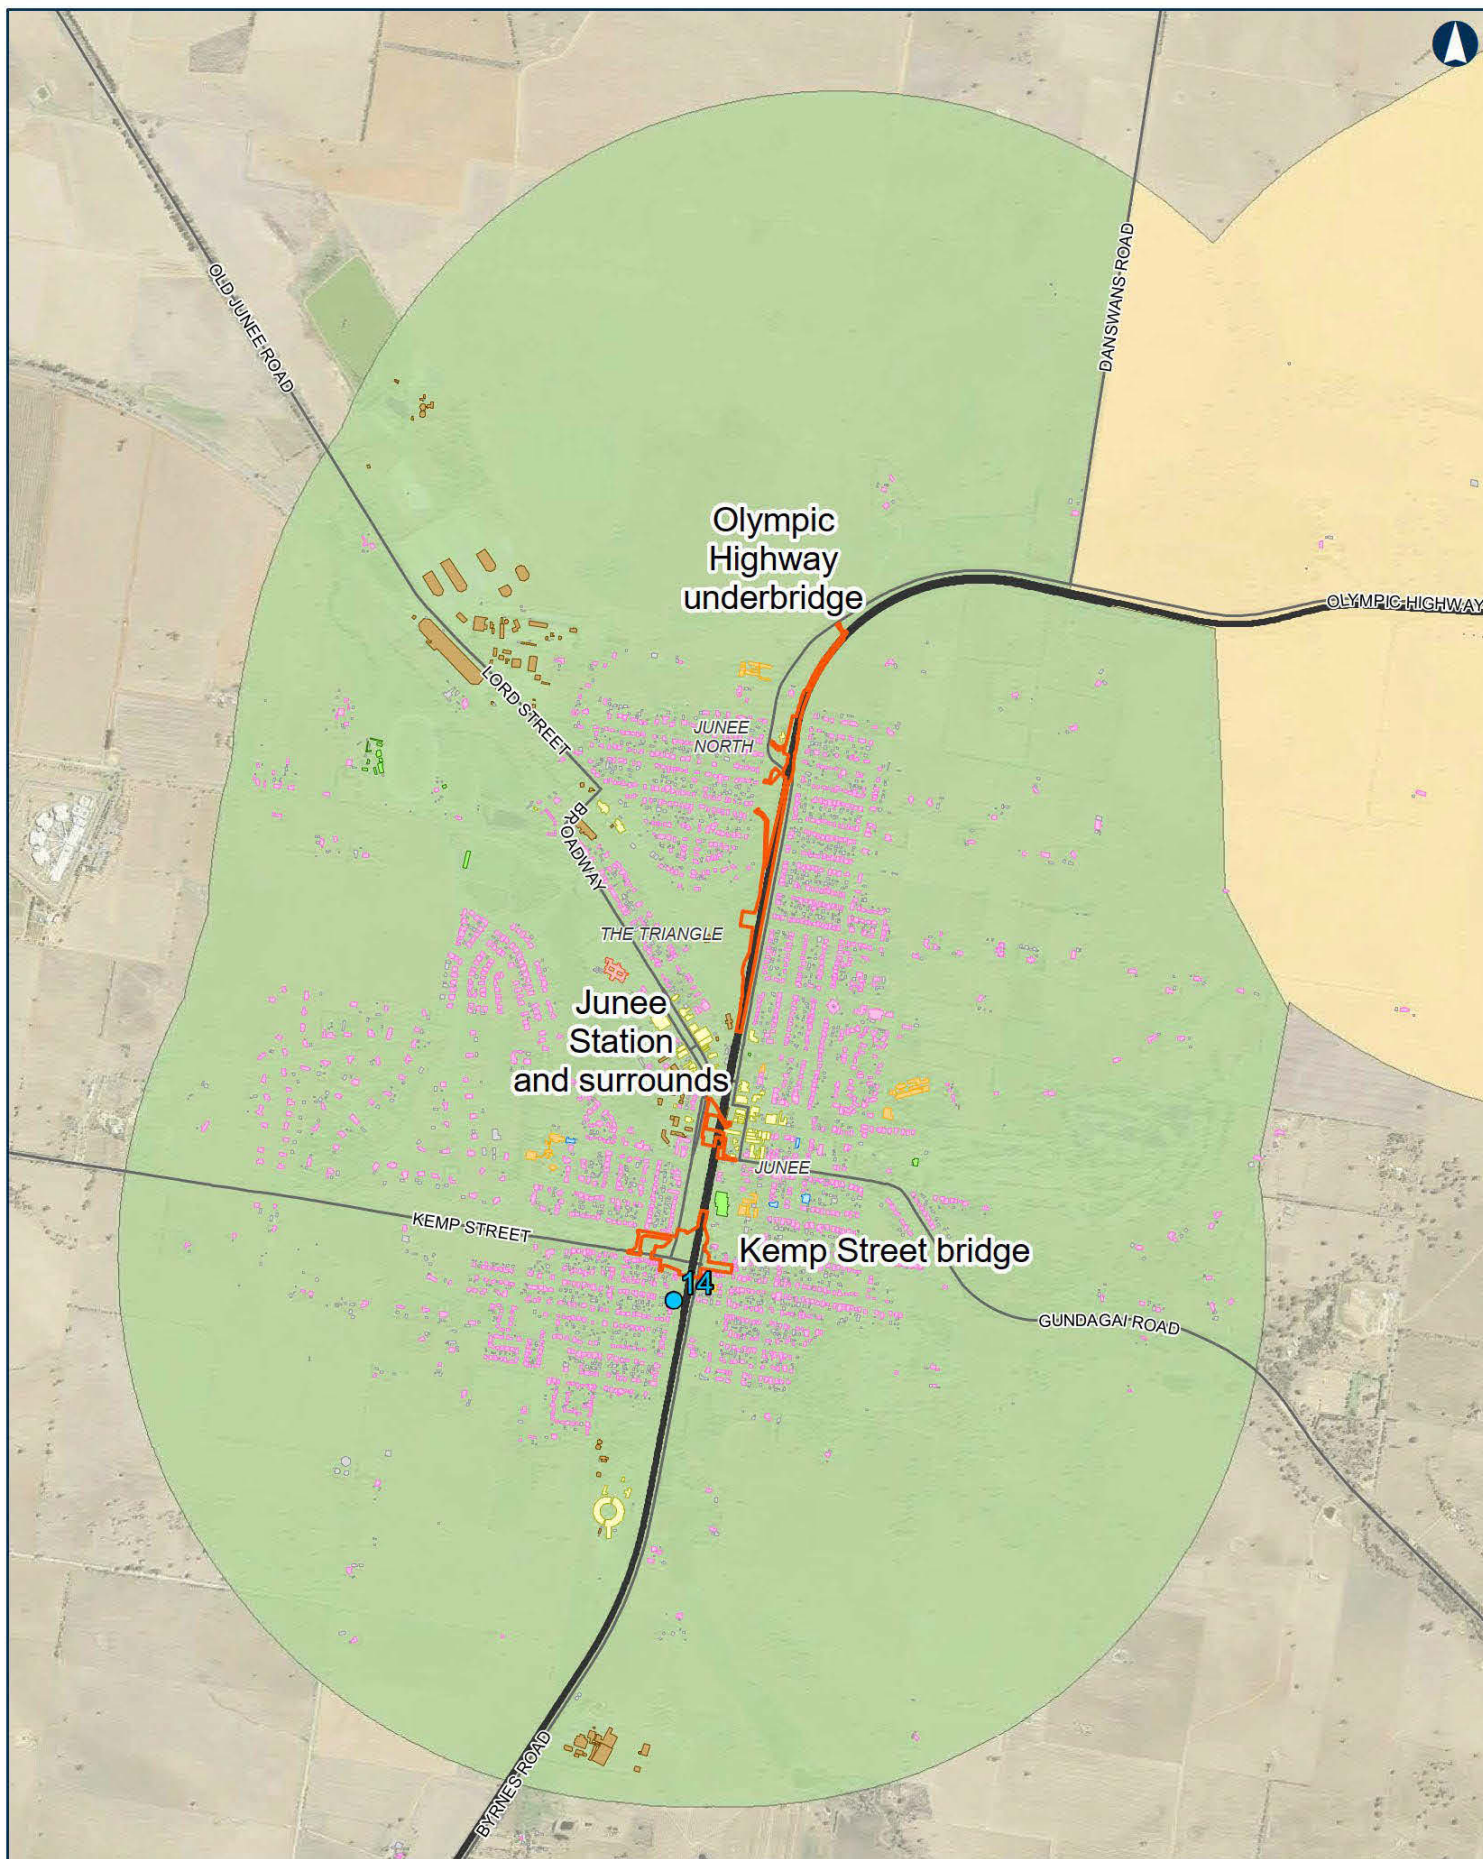 OLD JUNEE ROAD
DANSWANS ROAD
Olympic
Highway
underbridge
OLYMPIC HIGHWAY
LORD STREET
JUNEE
NORTH
BROADWAY
THE TRIANGLE
Junee
Station
and surrounds
JUNEE
KEMP STREET
Kemp Street bridge
14
GUNDAGAI ROAD
BYRNES ROAD